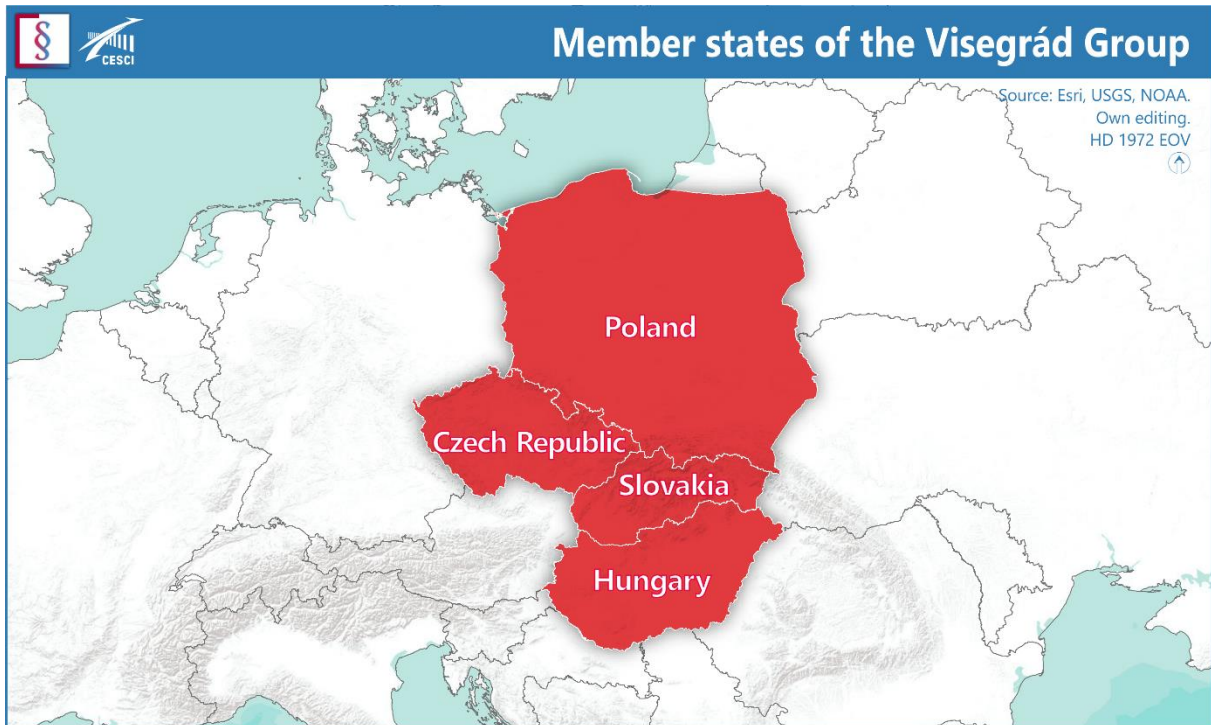 §
CESCI
Member states of the Visegrád Group
Source: Esri, USGS, NOAA.
Own editing.
HD 1972 EOV
Poland
Czech Republic
Slovakia
Hungary